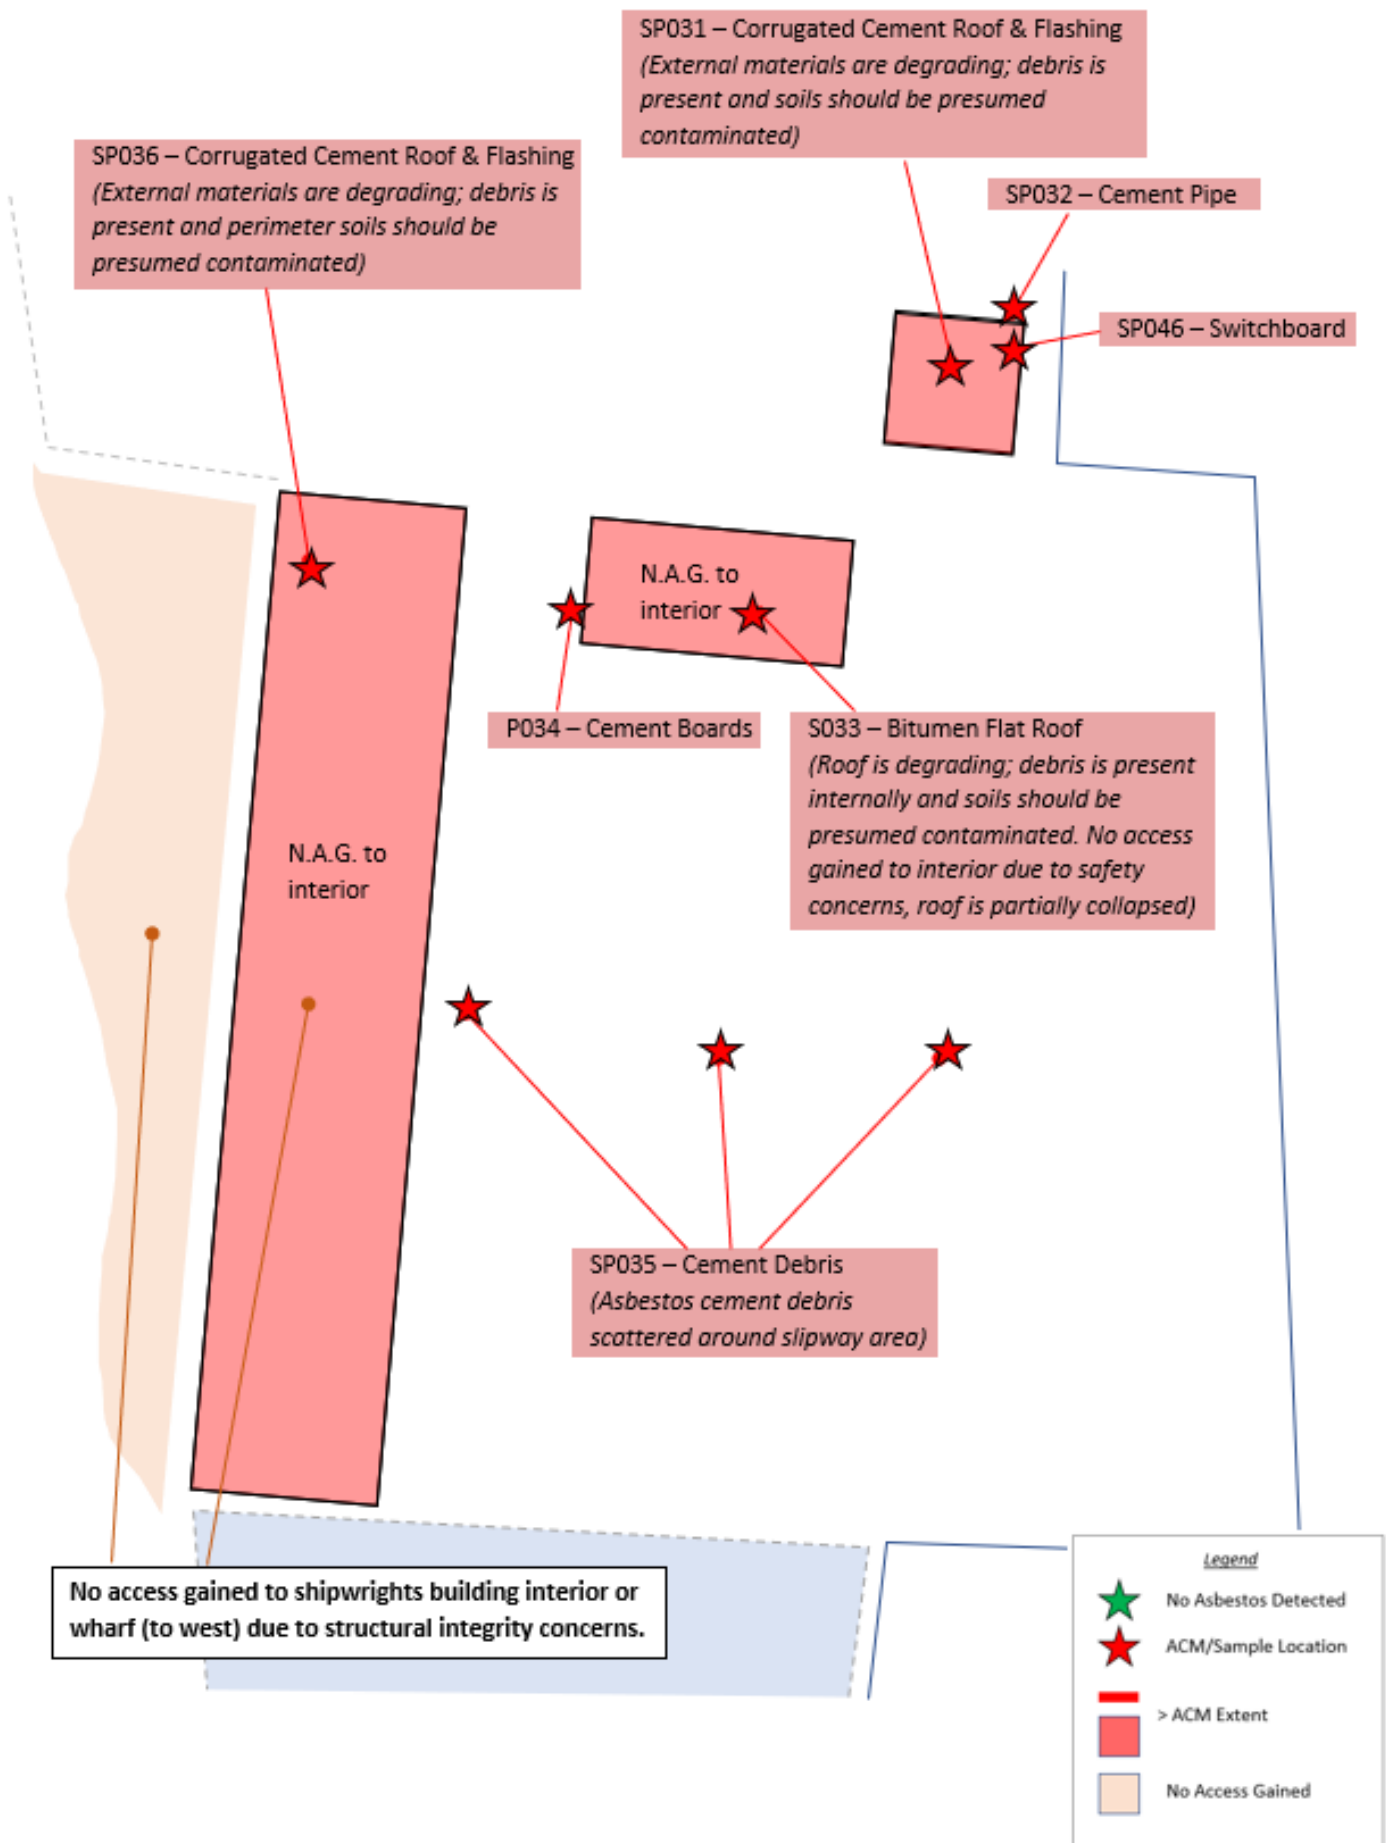 SP031 – Corrugated Cement Roof & Flashing
(External materials are degrading; debris is
present and soils should be presumed
contaminated)
SP036 – Corrugated Cement Roof & Flashing
(External materials are degrading; debris is
present and perimeter soils should be
presumed contaminated)
SP032 – Cement Pipe
SP046 – Switchboard
N.A.G. to
interior
P034 – Cement Boards
S033 – Bitumen Flat Roof
(Roof is degrading; debris is present
internally and soils should be
presumed contaminated. No access
gained to interior due to safety
concerns, roof is partially collapsed)
N.A.G. to
interior
SP035 – Cement Debris
(Asbestos cement debris
scattered around slipway area)
No access gained to shipwrights building interior or
wharf (to west) due to structural integrity concerns.
Legend
No Asbestos Detected
ACM/Sample Location
> ACM Extent
No Access Gained